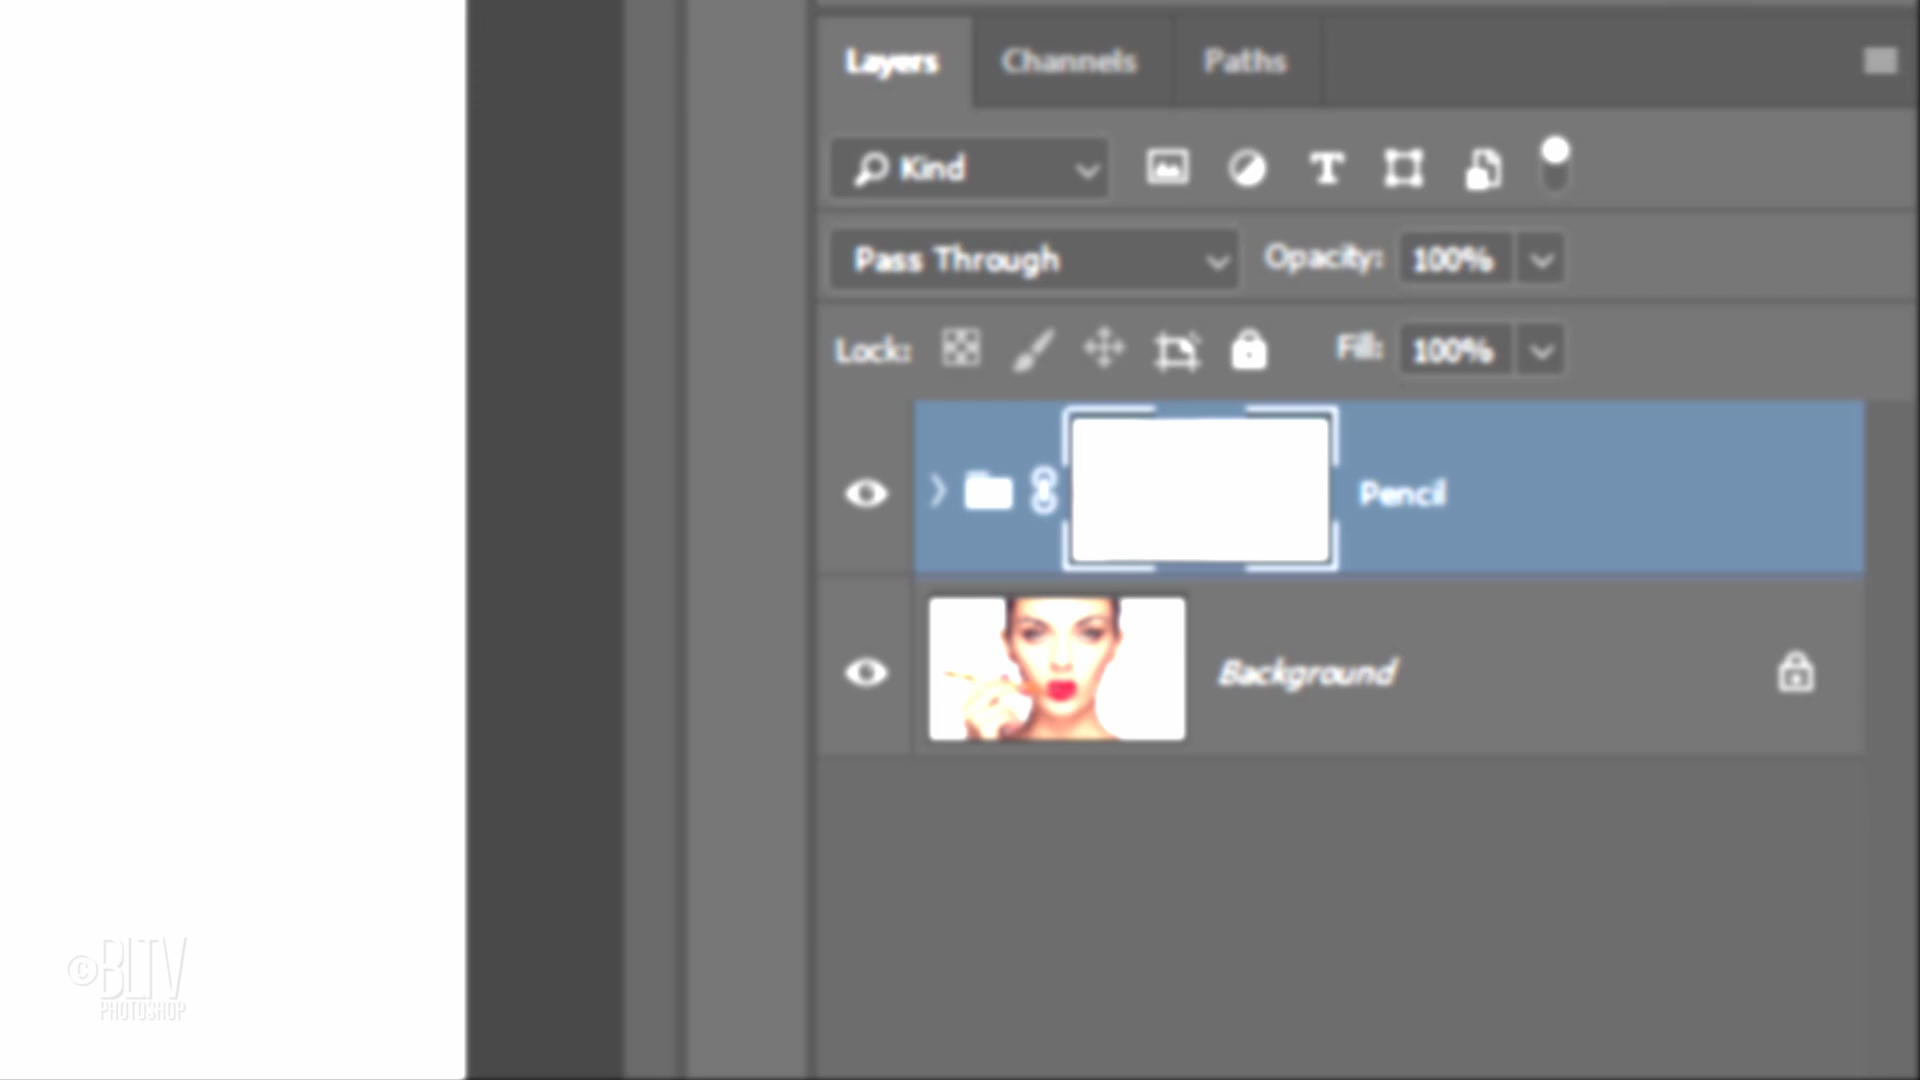 Layers Channels Paths
Kind
Pass Through Opacity: 100%
Lock: Fill: 100%
Pencil
Background
©BLTV
PHOTOSHOP